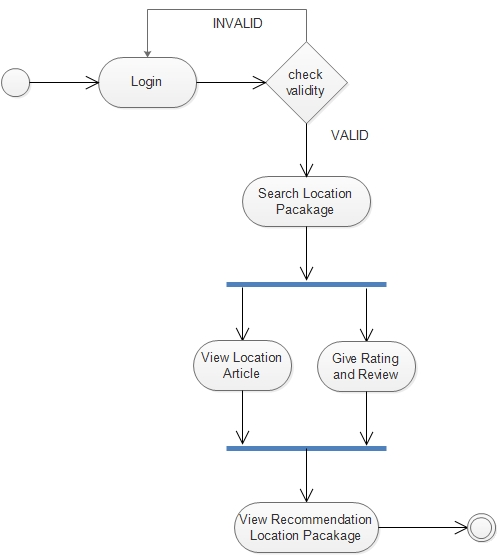 INVALID
Login
check
validity
VALID
Search Location
Pacakage
View Location
Article
Give Rating
and Review
View Recommendation
Location Pacakage